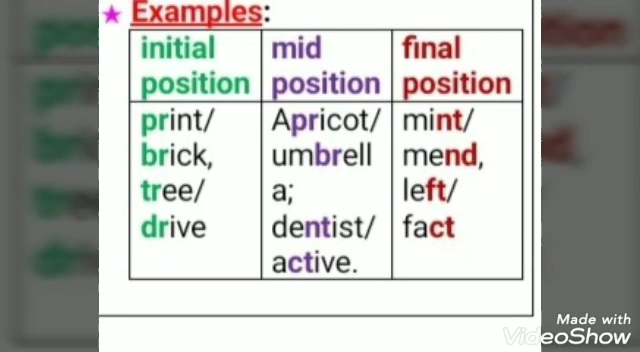 ★ Examples:
initial position | mid position | final position
print/ | Apricot/ | mint/
brick, | umbrell | mend,
tree/ | a; | left/
drive | dentist/ | fact
active.
Made with
VideoShow